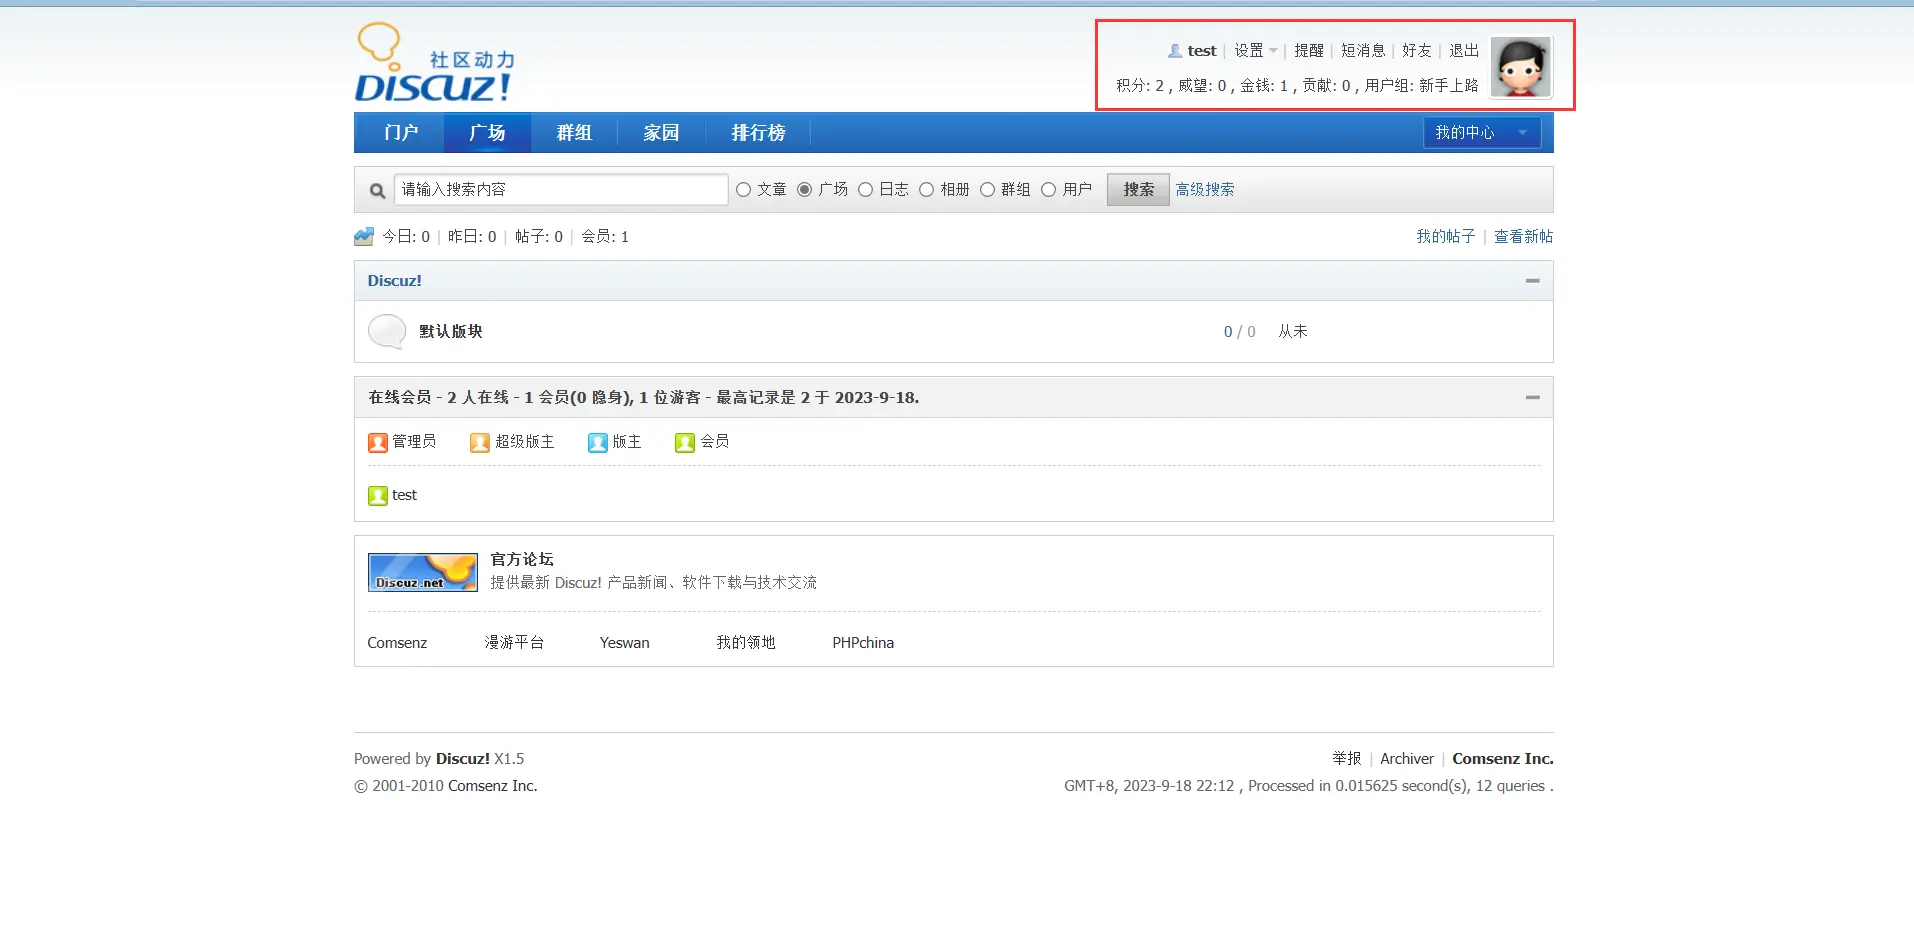 社区动力
DISCUZ!
test | 设置 | 提醒 | 短消息 | 好友 | 退出
积分: 2 , 威望: 0 , 金钱: 1 , 贡献: 0 , 用户组: 新手上路
门户 广场 群组 家园 排行榜 我的中心
请输入搜索内容 文章 广场 日志 相册 群组 用户 搜索 高级搜索
今日: 0 | 昨日: 0 | 帖子: 0 | 会员: 1 我的帖子 | 查看新帖
Discuz!
默认版块 0 / 0 从未
在线会员 - 2 人在线 - 1 会员(0 隐身), 1 位游客 - 最高记录是 2 于 2023-9-18.
管理员 超级版主 版主 会员
test
Discuz.net
官方论坛
提供最新 Discuz! 产品新闻、软件下载与技术交流
Comsenz 漫游平台 Yeswan 我的领地 PHPchina
Powered by Discuz! X1.5 举报 | Archiver | Comsenz Inc.
© 2001-2010 Comsenz Inc. GMT+8, 2023-9-18 22:12 , Processed in 0.015625 second(s), 12 queries .